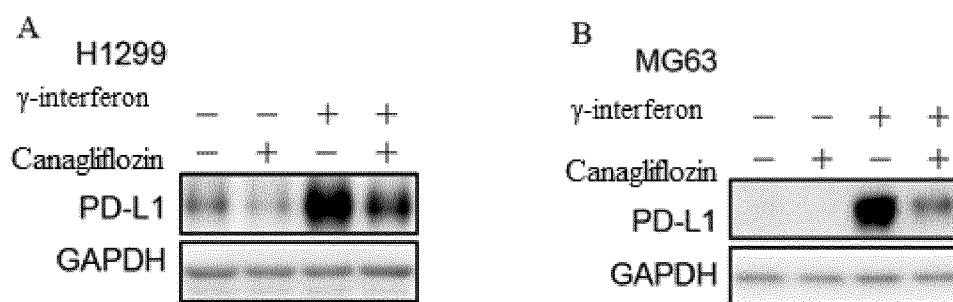 A
H1299
γ-interferon − − + +
Canagliflozin − + − +
PD-L1
GAPDH
B
MG63
γ-interferon − − + +
Canagliflozin − + − +
PD-L1
GAPDH